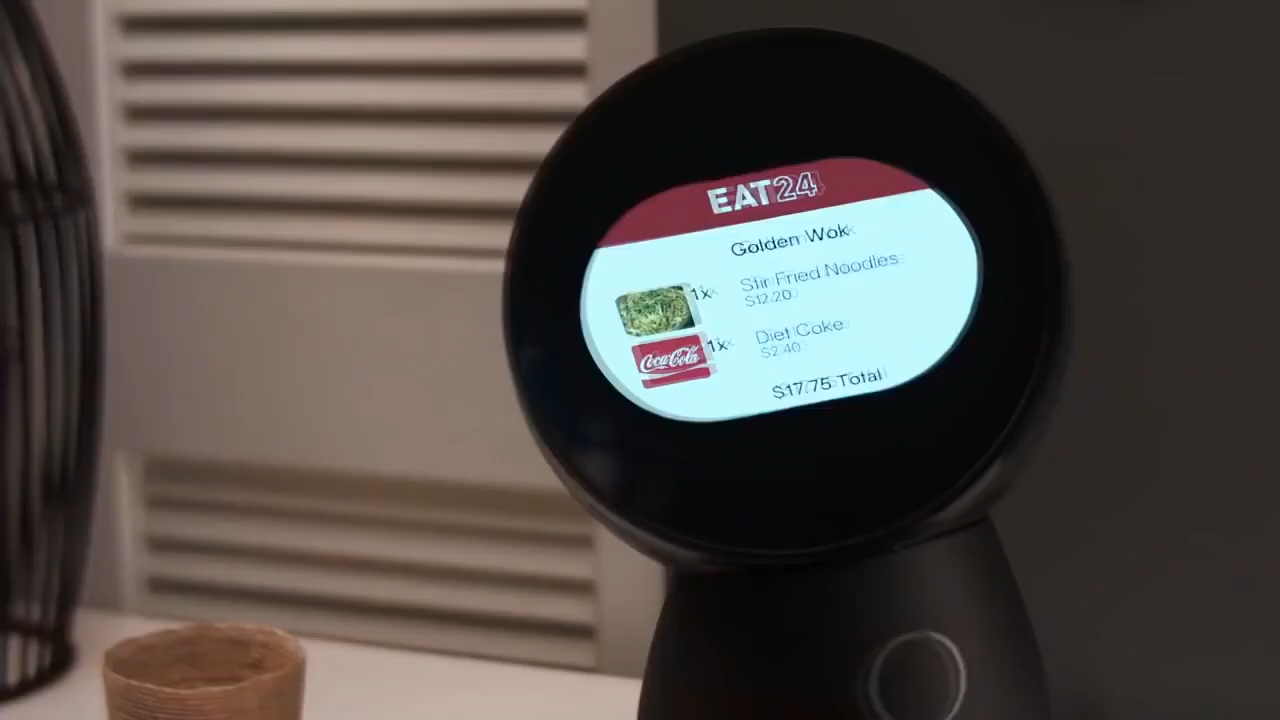 EAT24
Golden Wok
1x Stir Fried Noodles
$12.20
Coca-Cola
1x Diet Coke
$2.40
$17.75 Total